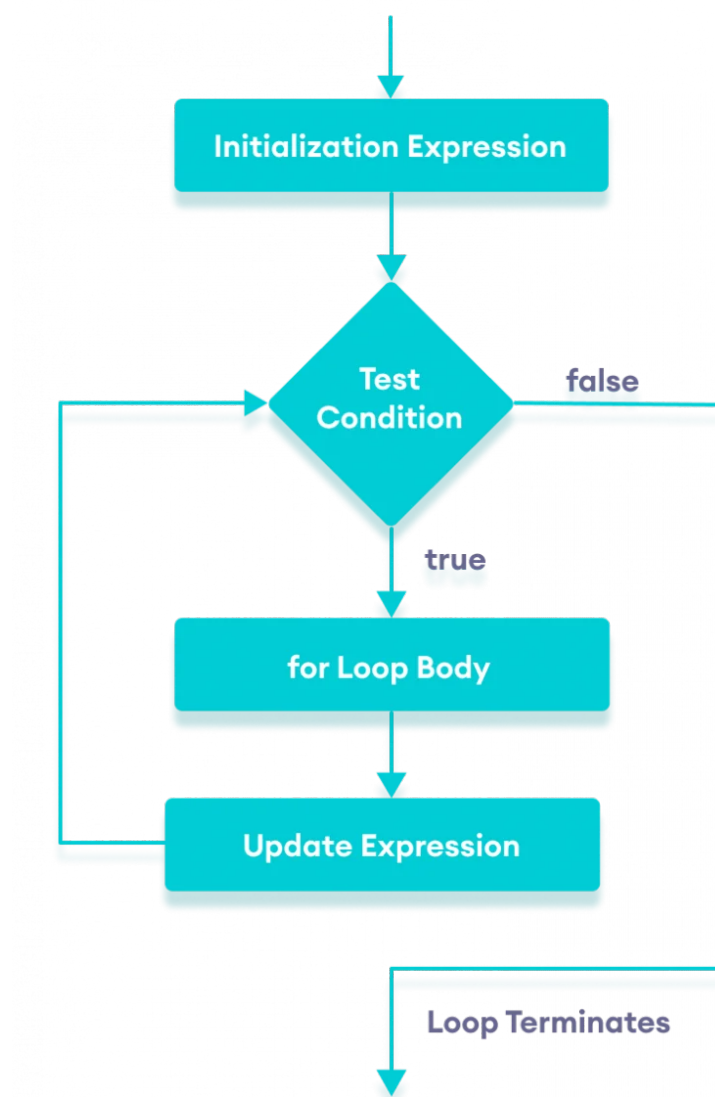 Initialization Expression
Test
Condition
false
true
for Loop Body
Update Expression
Loop Terminates